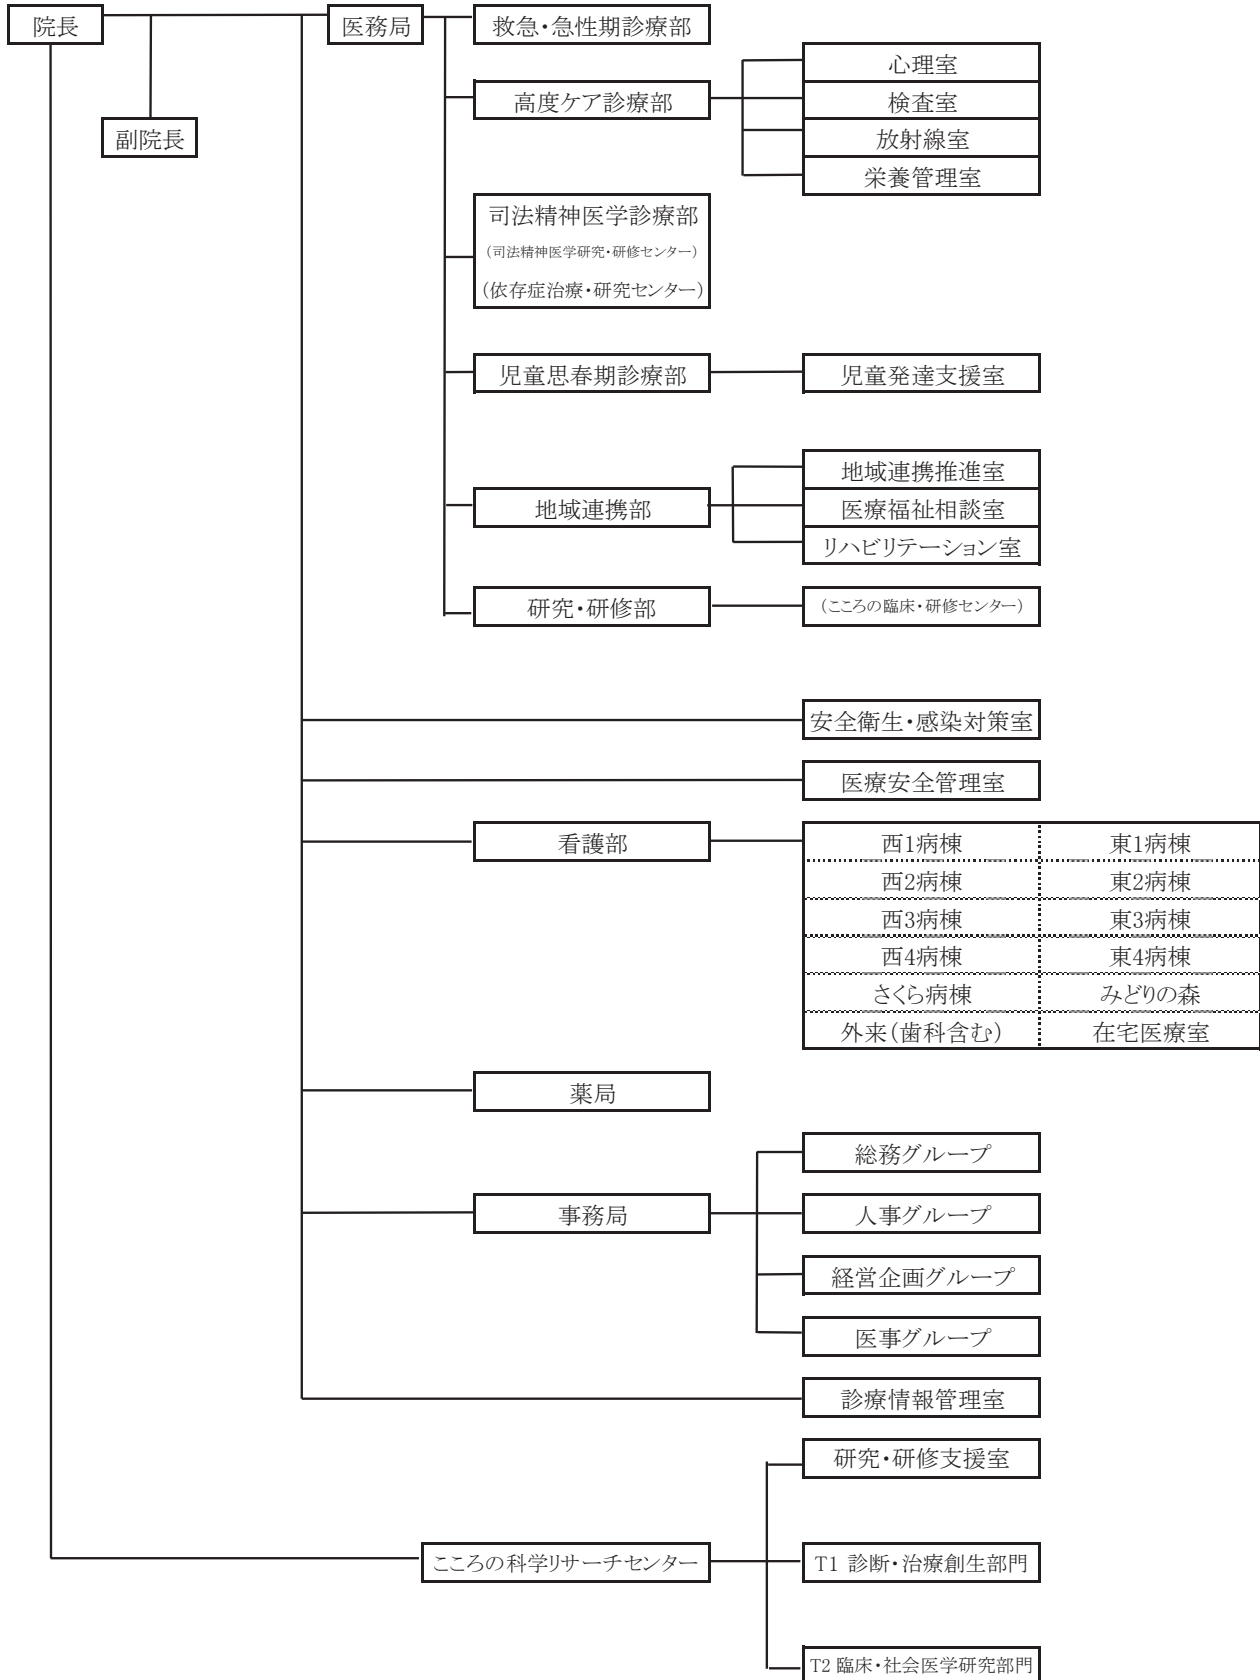 院長
医務局
救急・急性期診療部
副院長
高度ケア診療部
心理室
検査室
放射線室
栄養管理室
司法精神医学診療部
（司法精神医学研究・研修センター）
（依存症治療・研究センター）
児童思春期診療部
児童発達支援室
地域連携部
地域連携推進室
医療福祉相談室
リハビリテーション室
研究・研修部
（こころの臨床・研修センター）
安全衛生・感染対策室
医療安全管理室
看護部
西1病棟 東1病棟
西2病棟 東2病棟
西3病棟 東3病棟
西4病棟 東4病棟
さくら病棟 みどりの森
外来（歯科含む） 在宅医療室
薬局
事務局
総務グループ
人事グループ
経営企画グループ
医事グループ
診療情報管理室
こころの科学リサーチセンター
研究・研修支援室
T1 診断・治療創生部門
T2 臨床・社会医学研究部門